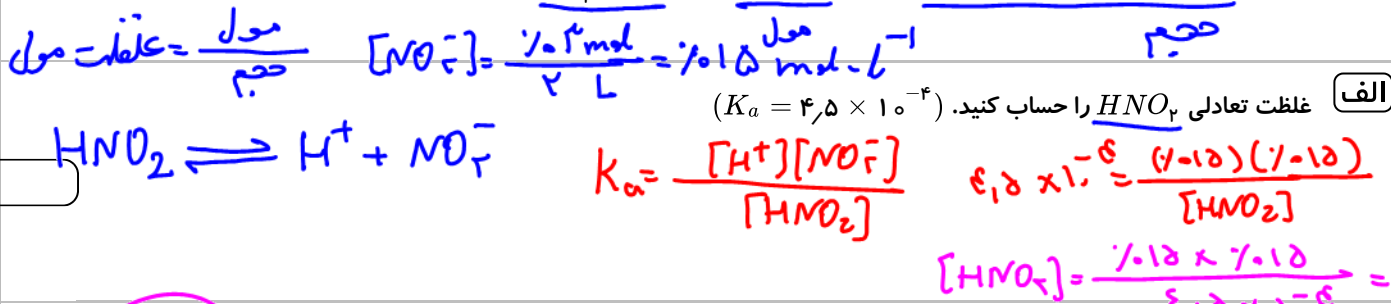 غلظت مول = مول / حجم [NO₂⁻] = ۰/۰۳ mol / ۲ L = ۰/۰۱۵ mol.L⁻¹ مول حجم
الف
غلظت تعادلی HNO₂ را حساب کنید. (Kₐ = ۴٫۵ × ۱۰⁻⁴)
HNO₂ ⇌ H⁺ + NO₂⁻
Ka = [H⁺][NO₂⁻] / [HNO₂] ۴,۵ × ۱۰⁻⁴ = (۰/۰۱۵)(۰/۰۱۵) / [HNO₂]
[HNO₂] = ۰/۰۱۵ × ۰/۰۱۵ / ۴,۵ × ۱۰⁻⁴ =